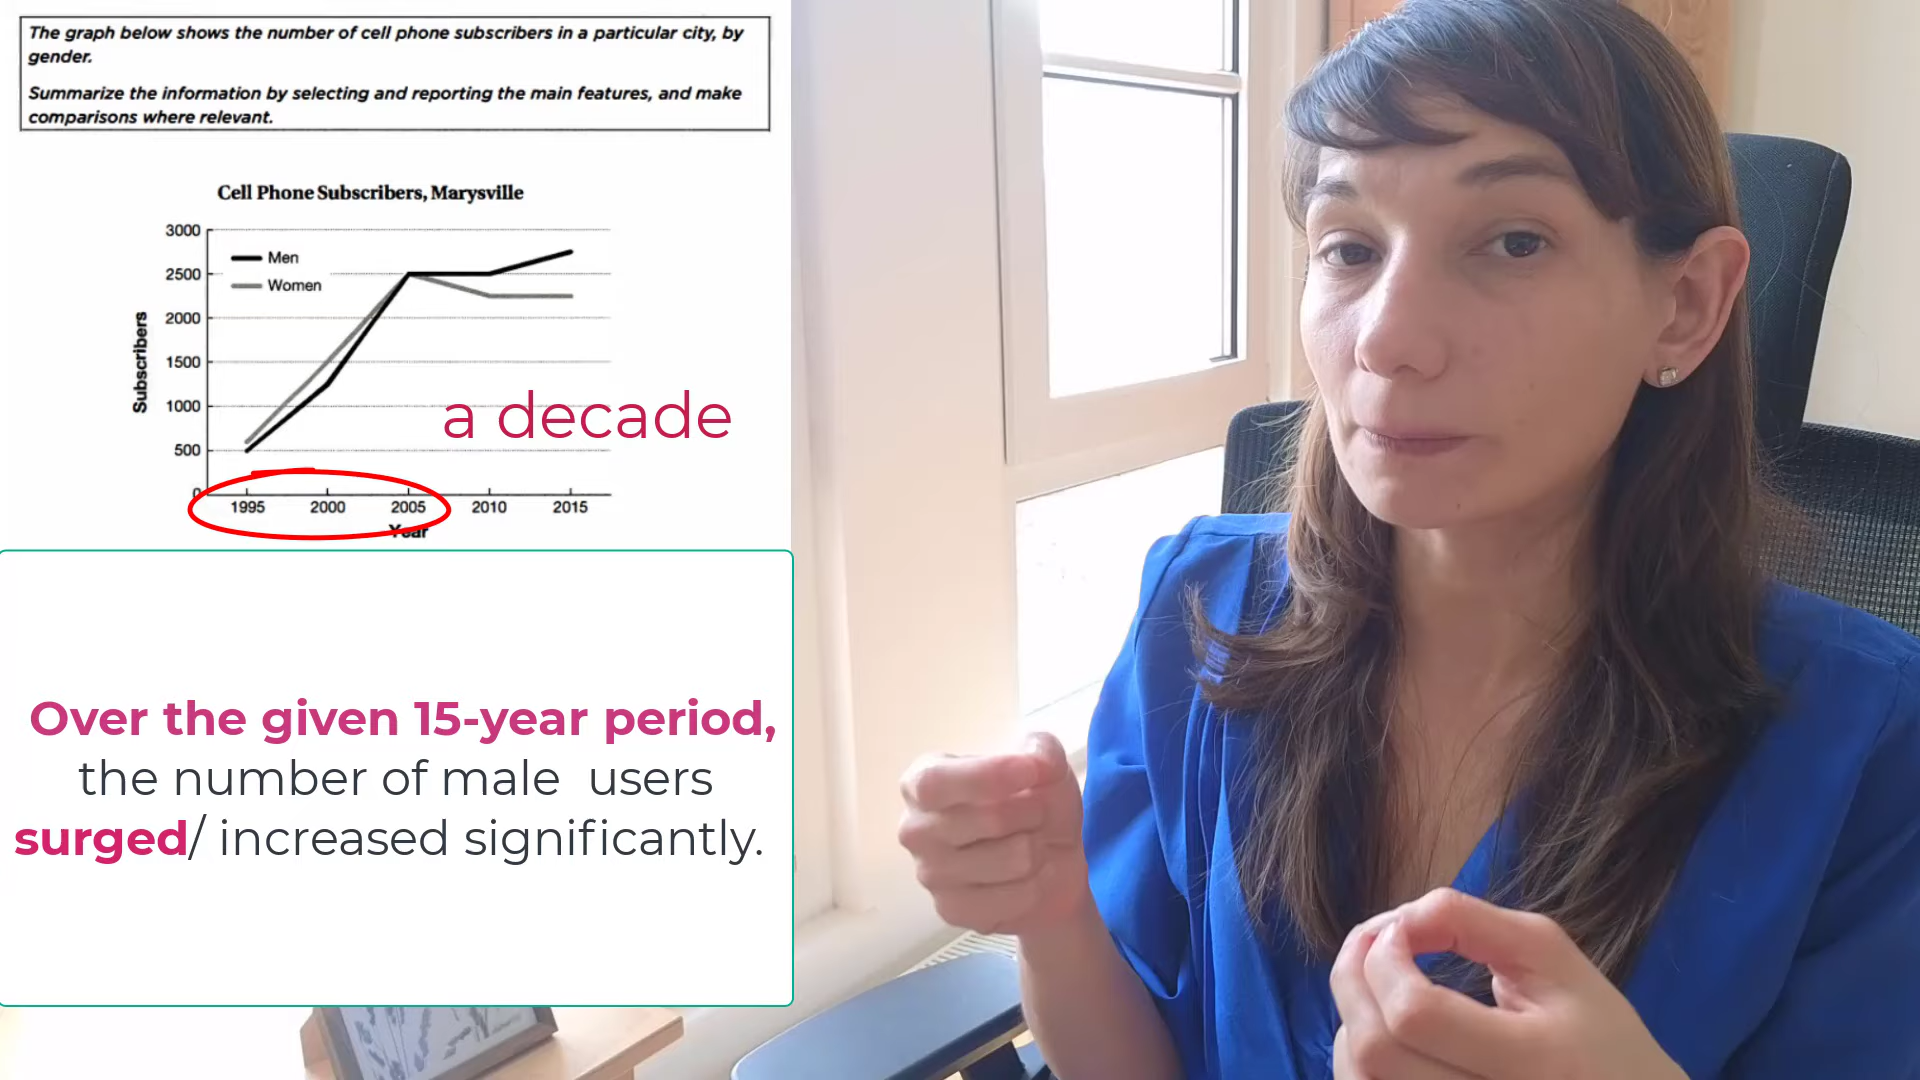 The graph below shows the number of cell phone subscribers in a particular city, by
gender.
Summarize the information by selecting and reporting the main features, and make
comparisons where relevant.
Cell Phone Subscribers, Marysville
3000
2500
2000
1500
1000
500
0
Subscribers
Men
Women
1995 2000 2005 2010 2015
Year
a decade
Over the given 15-year period,
the number of male users
surged/ increased significantly.